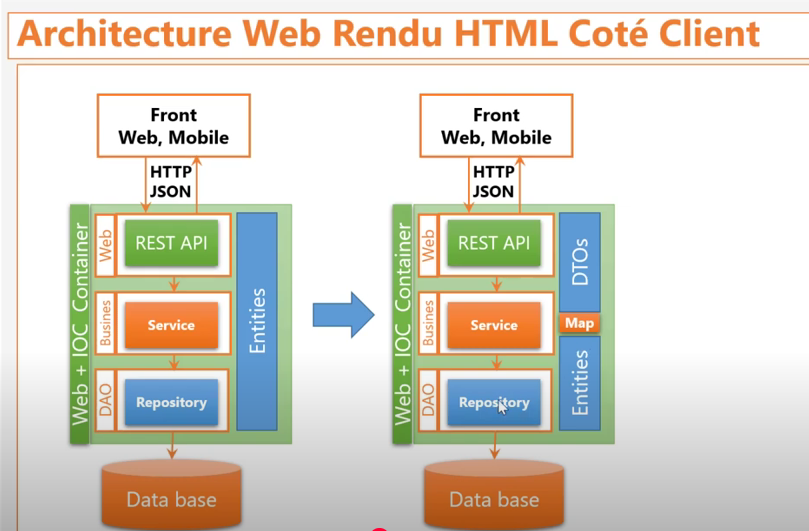 Architecture Web Rendu HTML Coté Client
Front
Web, Mobile
HTTP
JSON
Web + IOC Container
Web
REST API
Busines
Service
DAO
Repository
Entities
Data base
Front
Web, Mobile
HTTP
JSON
Web + IOC Container
Web
REST API
Busines
Service
DAO
Repository
DTOs
Map
Entities
Data base